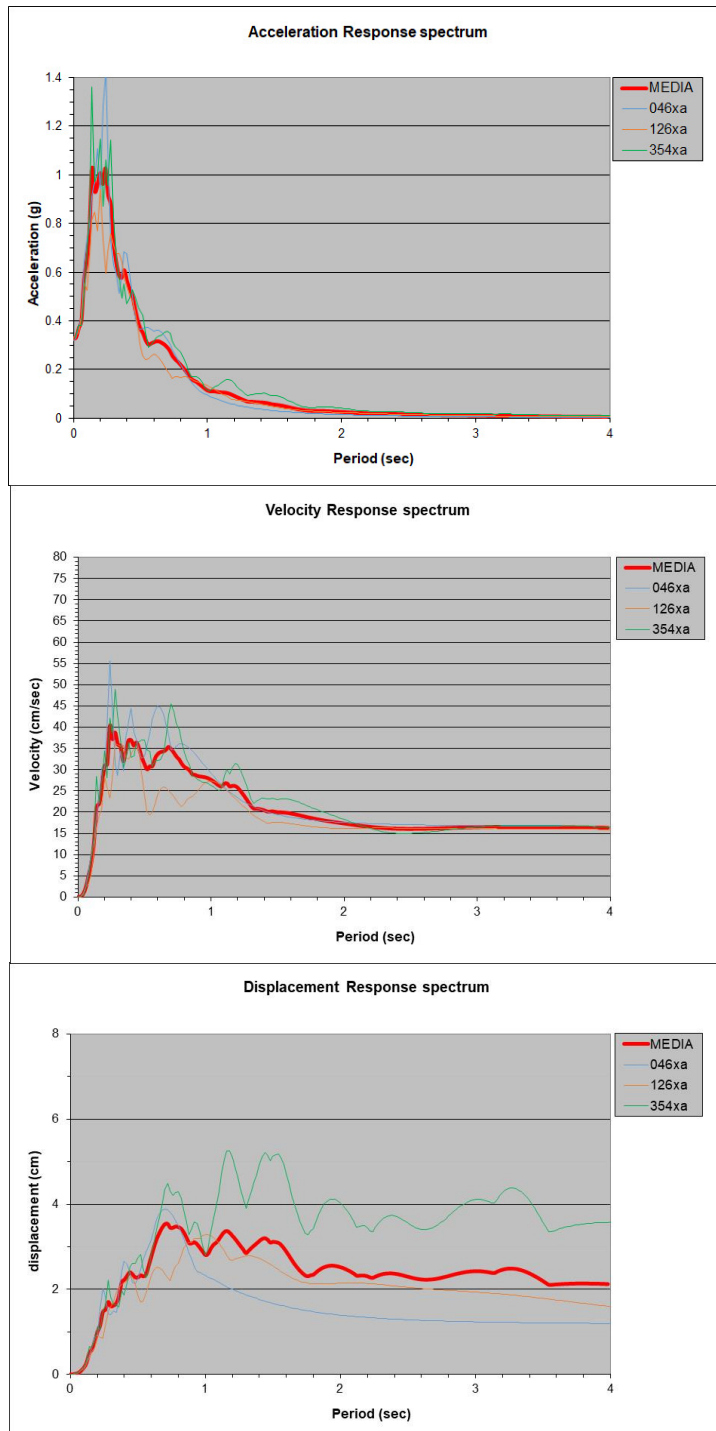 Acceleration Response spectrum
1.4
1.2
1
0.8
0.6
0.4
0.2
0
Acceleration (g)
0 1 2 3 4
Period (sec)
MEDIA
046xa
126xa
354xa
Velocity Response spectrum
80
75
70
65
60
55
50
45
40
35
30
25
20
15
10
5
0
Velocity (cm/sec)
0 1 2 3 4
Period (sec)
MEDIA
046xa
126xa
354xa
Displacement Response spectrum
8
6
4
2
0
displacement (cm)
0 1 2 3 4
Period (sec)
MEDIA
046xa
126xa
354xa